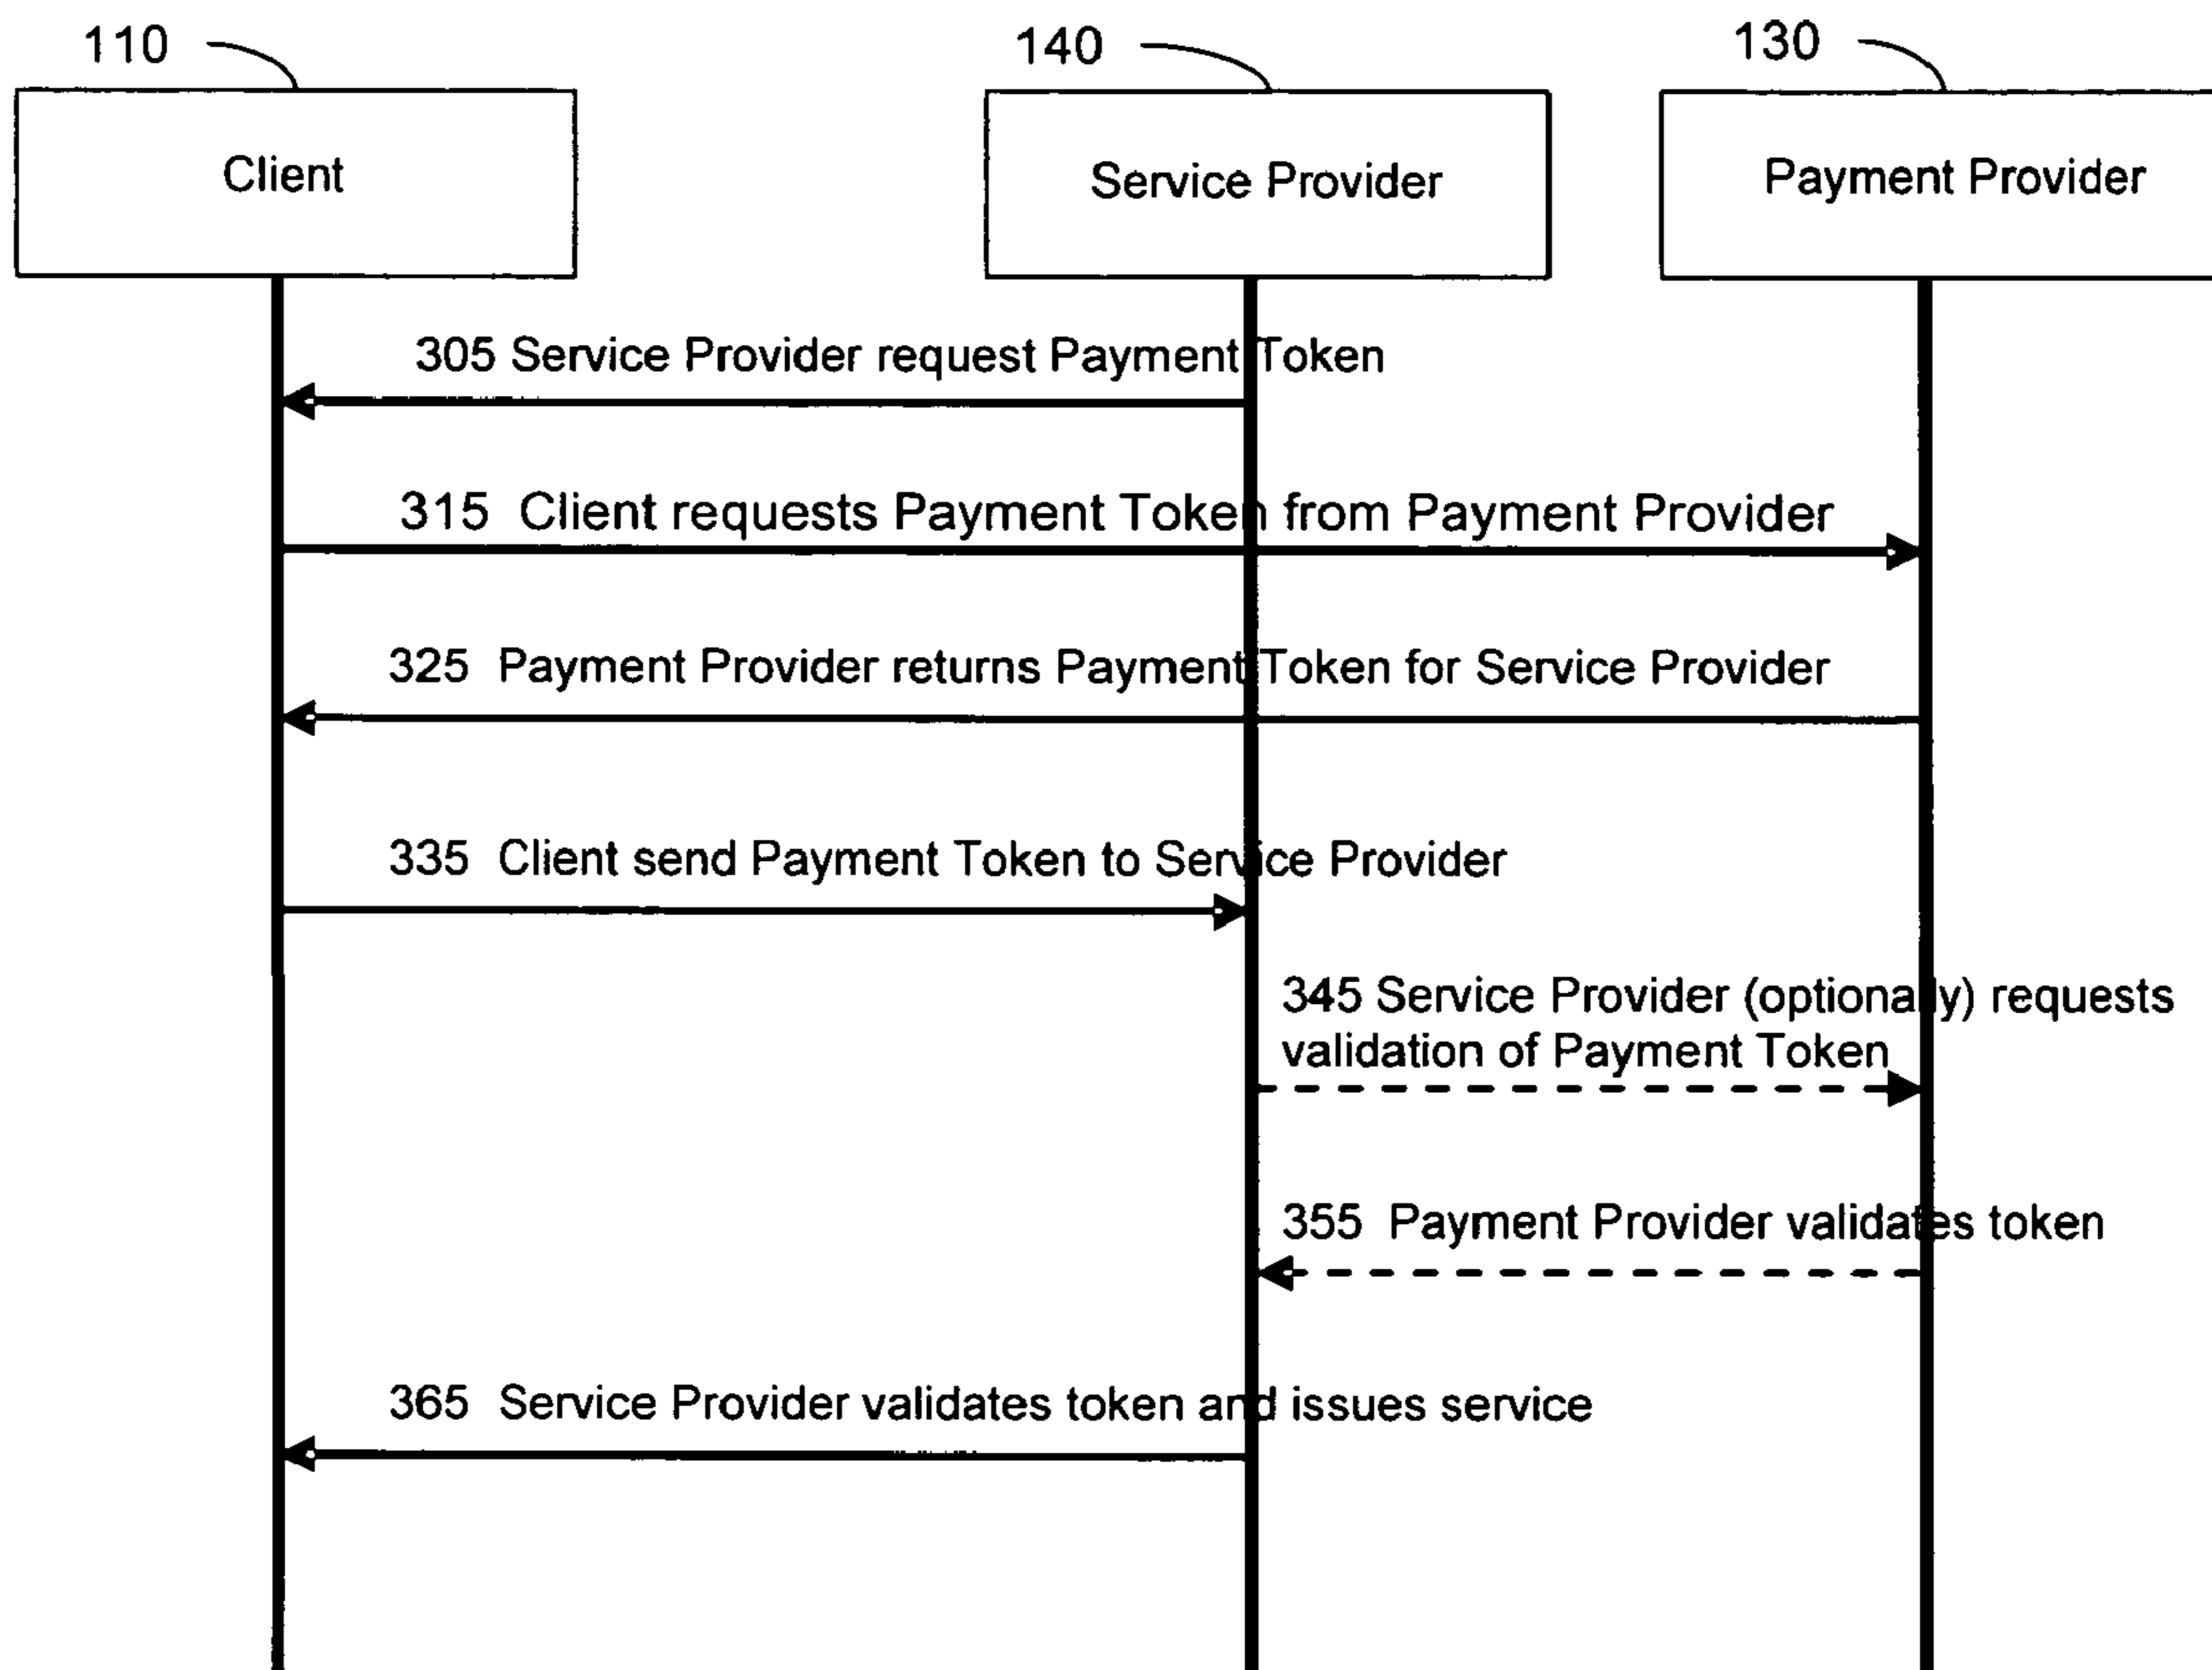 110
140
130
Client
Service Provider
Payment Provider
305 Service Provider request Payment Token
315 Client requests Payment Token from Payment Provider
325 Payment Provider returns Payment Token for Service Provider
335 Client send Payment Token to Service Provider
345 Service Provider (optionally) requests
validation of Payment Token
355 Payment Provider validates token
365 Service Provider validates token and issues service